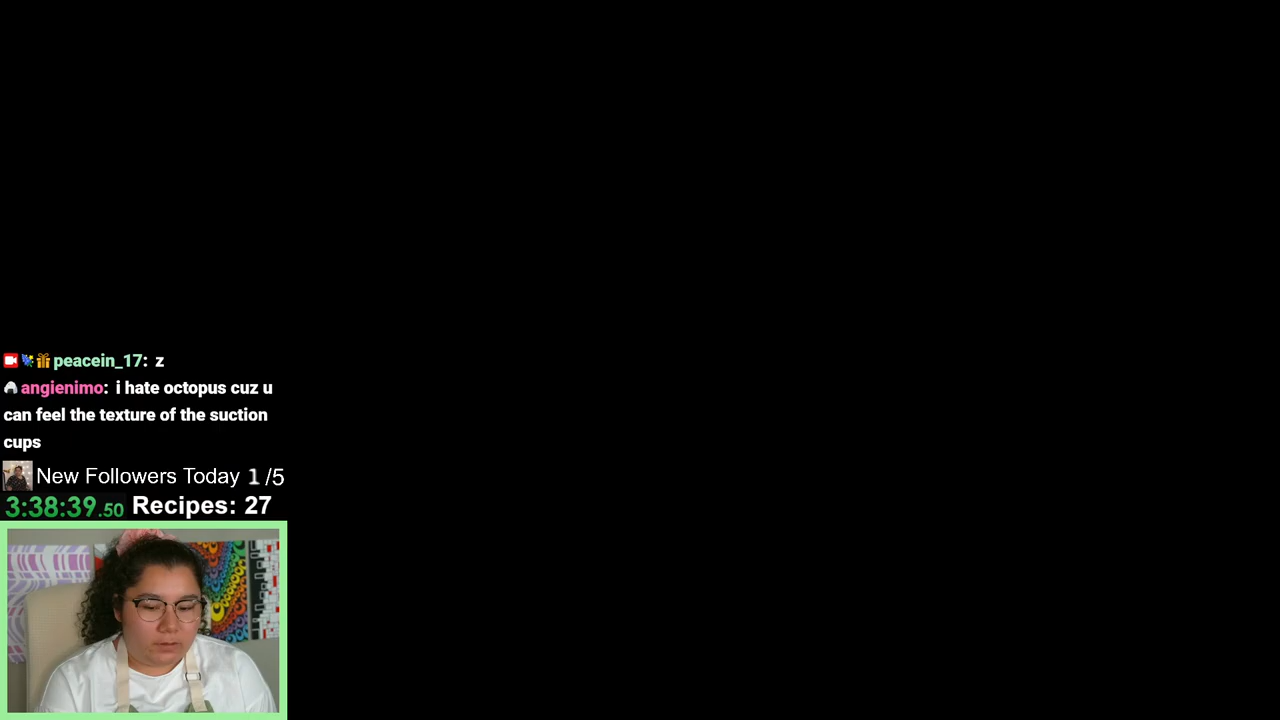 peacein_17: z
angienimo: i hate octopus cuz u
can feel the texture of the suction
cups
New Followers Today 1 /5
3:38:39.50 Recipes: 27